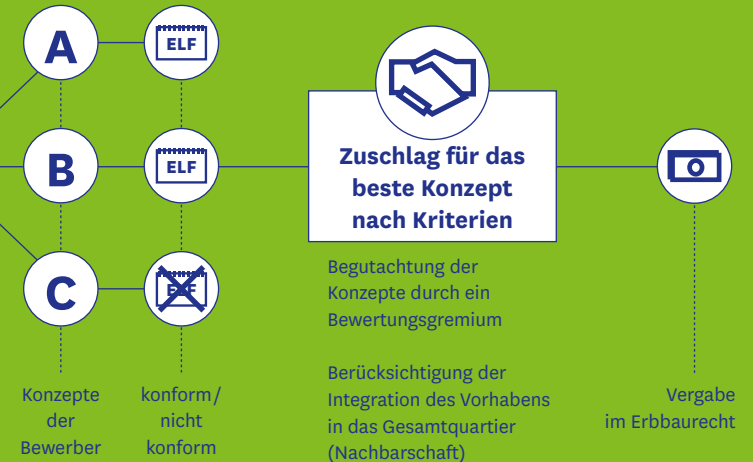 A
ELF
B
ELF
C
ELF
Zuschlag für das
beste Konzept
nach Kriterien
Begutachtung der
Konzepte durch ein
Bewertungsgremium
Berücksichtigung der
Integration des Vorhabens
in das Gesamtquartier
(Nachbarschaft)
Konzepte
der
Bewerber
konform/
nicht
konform
Vergabe
im Erbbaurecht